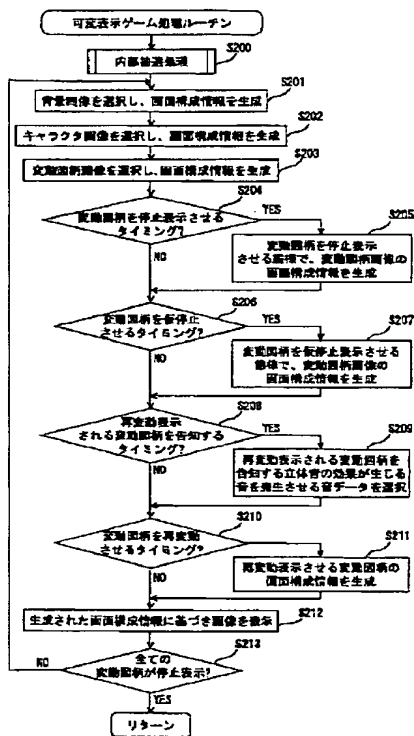 可変表示ゲーム処理ルーチン
S200
内部抽選処理
S201
背景画像を選択し、画面構成情報を生成
S202
キャラクタ画像を選択し、画面構成情報を生成
S203
変動図柄画像を選択し、画面構成情報を生成
S204
変動図柄を停止表示させる
タイミング?
YES
NO
S205
変動図柄を停止表示
させる態様で、変動図柄画像の
画面構成情報を生成
S206
変動図柄を仮停止
させるタイミング?
YES
NO
S207
変動図柄を仮停止表示させる
態様で、変動図柄画像の
画面構成情報を生成
S208
再変動表示
される変動図柄を告知する
タイミング?
YES
NO
S209
再変動表示される変動図柄を
告知する立体音の効果が生じる
音を発生させる音データを選択
S210
変動図柄を再変動
させるタイミング?
YES
NO
S211
再変動表示させる変動図柄の
画面構成情報を生成
S212
生成された画面構成情報に基づき画像を表示
S213
全ての
変動図柄が停止表示?
NO
YES
リターン